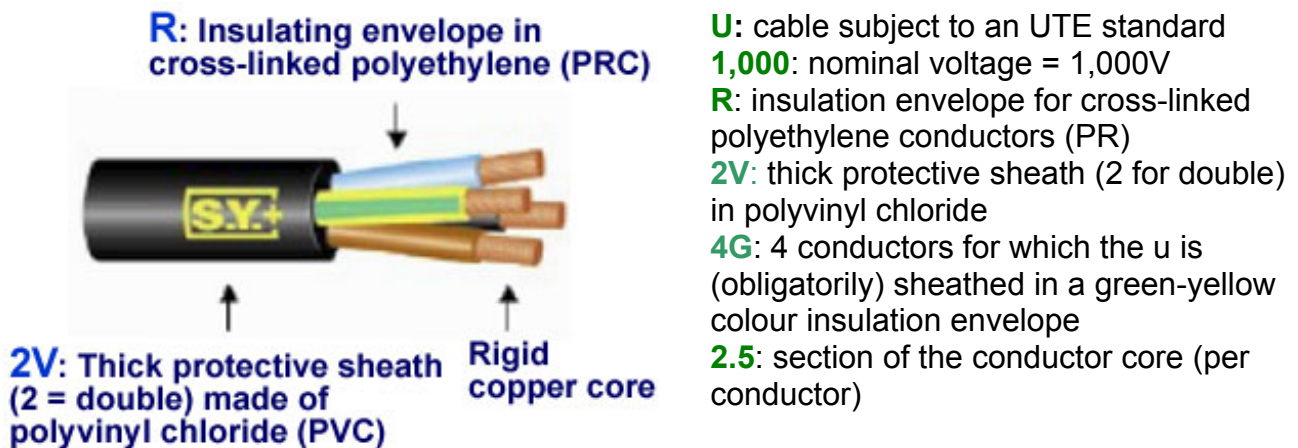 R: Insulating envelope in
cross-linked polyethylene (PRC)
S.Y.+
2V: Thick protective sheath
(2 = double) made of
polyvinyl chloride (PVC)
Rigid
copper core
U: cable subject to an UTE standard
1,000: nominal voltage = 1,000V
R: insulation envelope for cross-linked
polyethylene conductors (PR)
2V: thick protective sheath (2 for double)
in polyvinyl chloride
4G: 4 conductors for which the u is
(obligatorily) sheathed in a green-yellow
colour insulation envelope
2.5: section of the conductor core (per
conductor)